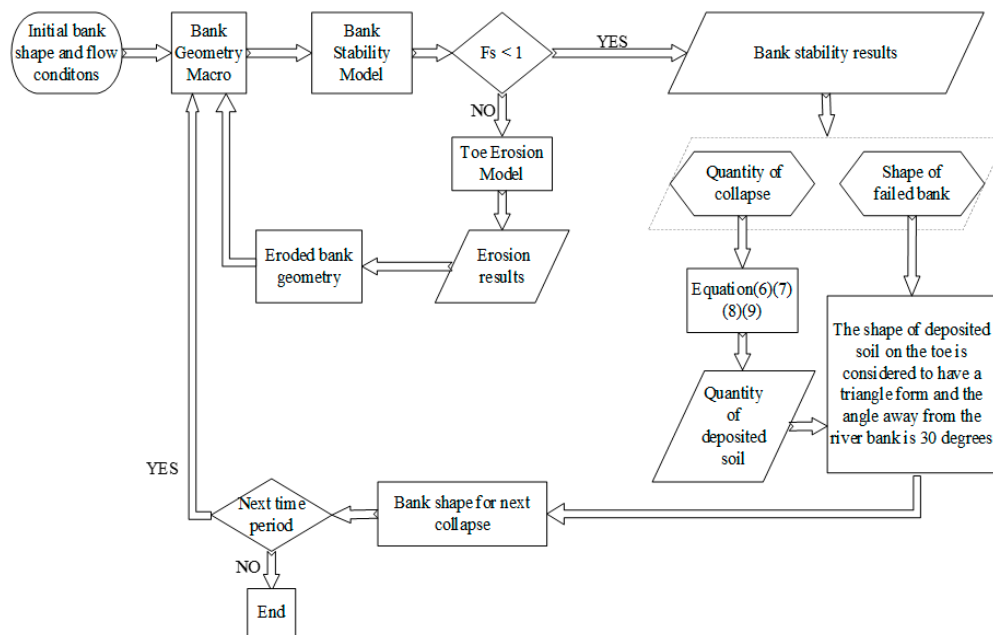 Initial bank
shape and flow
conditons
Bank
Geometry
Macro
Bank
Stability
Model
Fs < 1
YES
Bank stability results
NO
Toe Erosion
Model
Quantity of
collapse
Shape of
failed bank
Eroded bank
geometry
Erosion
results
Equation(6)(7)
(8)(9)
The shape of deposited
soil on the toe is
considered to have a
triangle form and the
angle away from the
river bank is 30 degrees
Quantity
of
deposited
soil
YES
Next time
period
Bank shape for next
collapse
NO
End